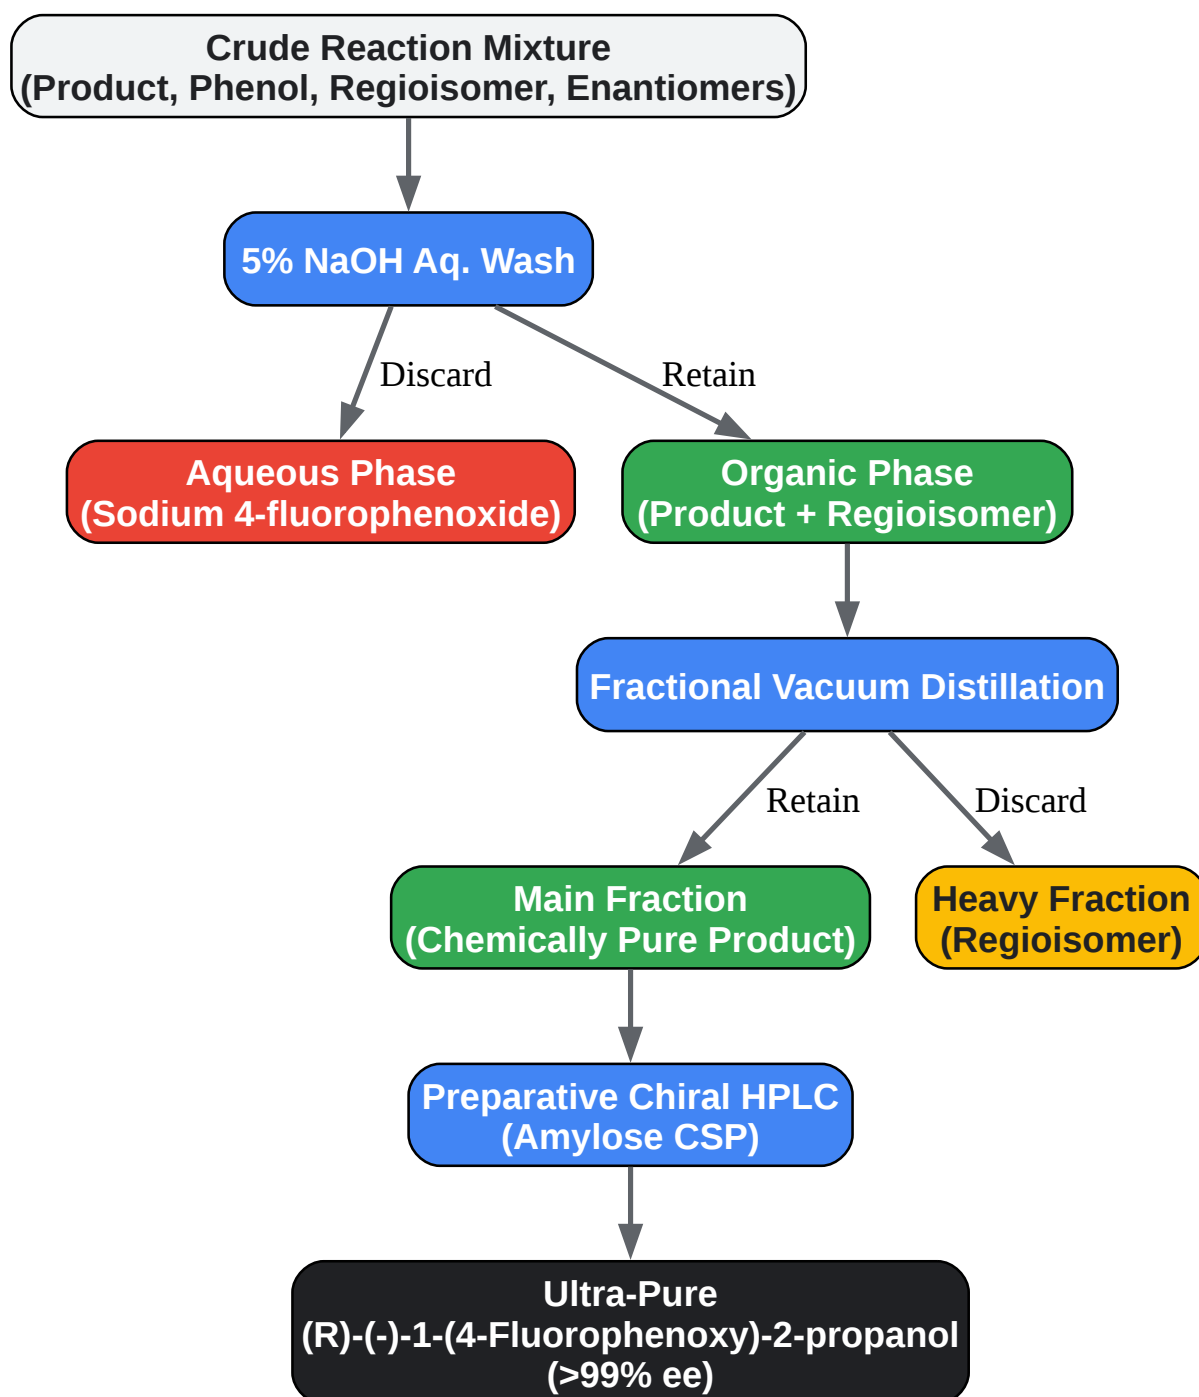 Crude Reaction Mixture
(Product, Phenol, Regioisomer, Enantiomers)
5% NaOH Aq. Wash
Discard
Retain
Aqueous Phase
(Sodium 4-fluorophenoxide)
Organic Phase
(Product + Regioisomer)
Fractional Vacuum Distillation
Retain
Discard
Main Fraction
(Chemically Pure Product)
Heavy Fraction
(Regioisomer)
Preparative Chiral HPLC
(Amylose CSP)
Ultra-Pure
(R)-(-)-1-(4-Fluorophenoxy)-2-propanol
(>99% ee)